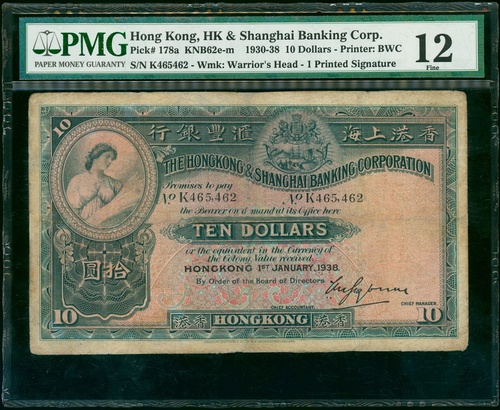 PMG
PAPER MONEY GUARANTY
Hong Kong, HK & Shanghai Banking Corp.
Pick# 178a KNB62e-m 1930-38 10 Dollars - Printer: BWC
S/N K465462 - Wmk: Warrior's Head - 1 Printed Signature
12
Fine
10
行銀豐滙 海上港香
THE HONGKONG & SHANGHAI BANKING CORPORATION
Promises to pay
No K465,462 No K465,462
the Bearer on demand at its Office here
TEN DOLLARS
or the equivalent in the Currency of
the Colony, Value received.
HONGKONG 1ST JANUARY, 1938.
By Order of the Board of Directors
圓拾
CHIEF ACCOUNTANT
CHIEF MANAGER
10
港香 HONGKONG 港香
10